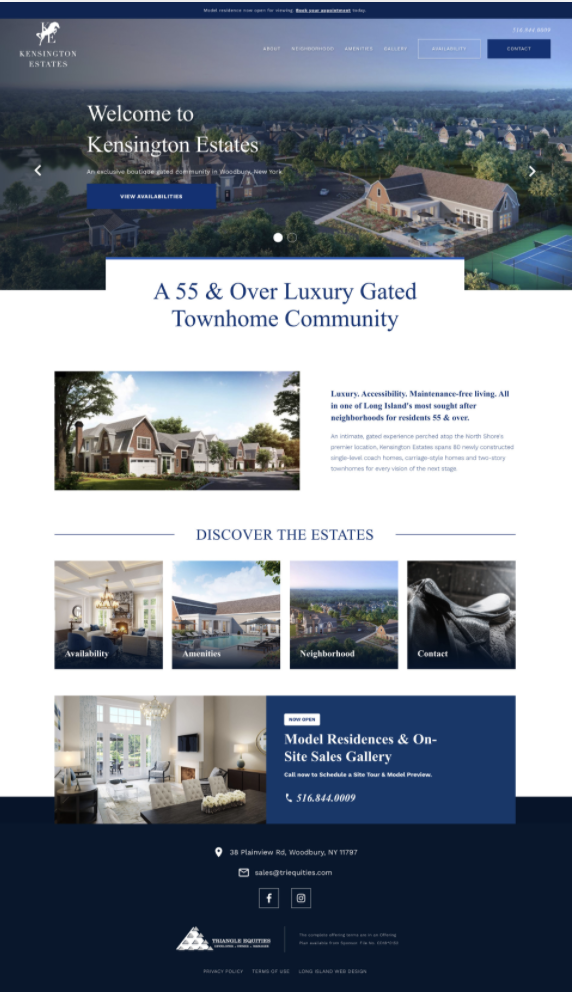 Model residence now open for viewing. Book your appointment today.
516.844.0009
KE
KENSINGTON
ESTATES
ABOUT NEIGHBORHOOD AMENITIES GALLERY AVAILABILITY CONTACT
Welcome to
Kensington Estates
An exclusive boutique gated community in Woodbury, New York
VIEW AVAILABILITIES
A 55 & Over Luxury Gated
Townhome Community
Luxury. Accessibility. Maintenance-free living. All
in one of Long Island's most sought after
neighborhoods for residents 55 & over.
An intimate, gated experience perched atop the North Shore's
premier location, Kensington Estates spans 80 newly constructed
single-level coach homes, carriage-style homes and two-story
townhomes for every vision of the next stage.
DISCOVER THE ESTATES
Availability
Amenities
Neighborhood
Contact
NOW OPEN
Model Residences & On-
Site Sales Gallery
Call now to Schedule a Site Tour & Model Preview.
516.844.0009
38 Plainview Rd, Woodbury, NY 11797
sales@triequities.com
TRIANGLE EQUITIES
The complete offering terms are in an Offering
Plan available from Sponsor. File No.
PRIVACY POLICY TERMS OF USE LONG ISLAND WEB DESIGN